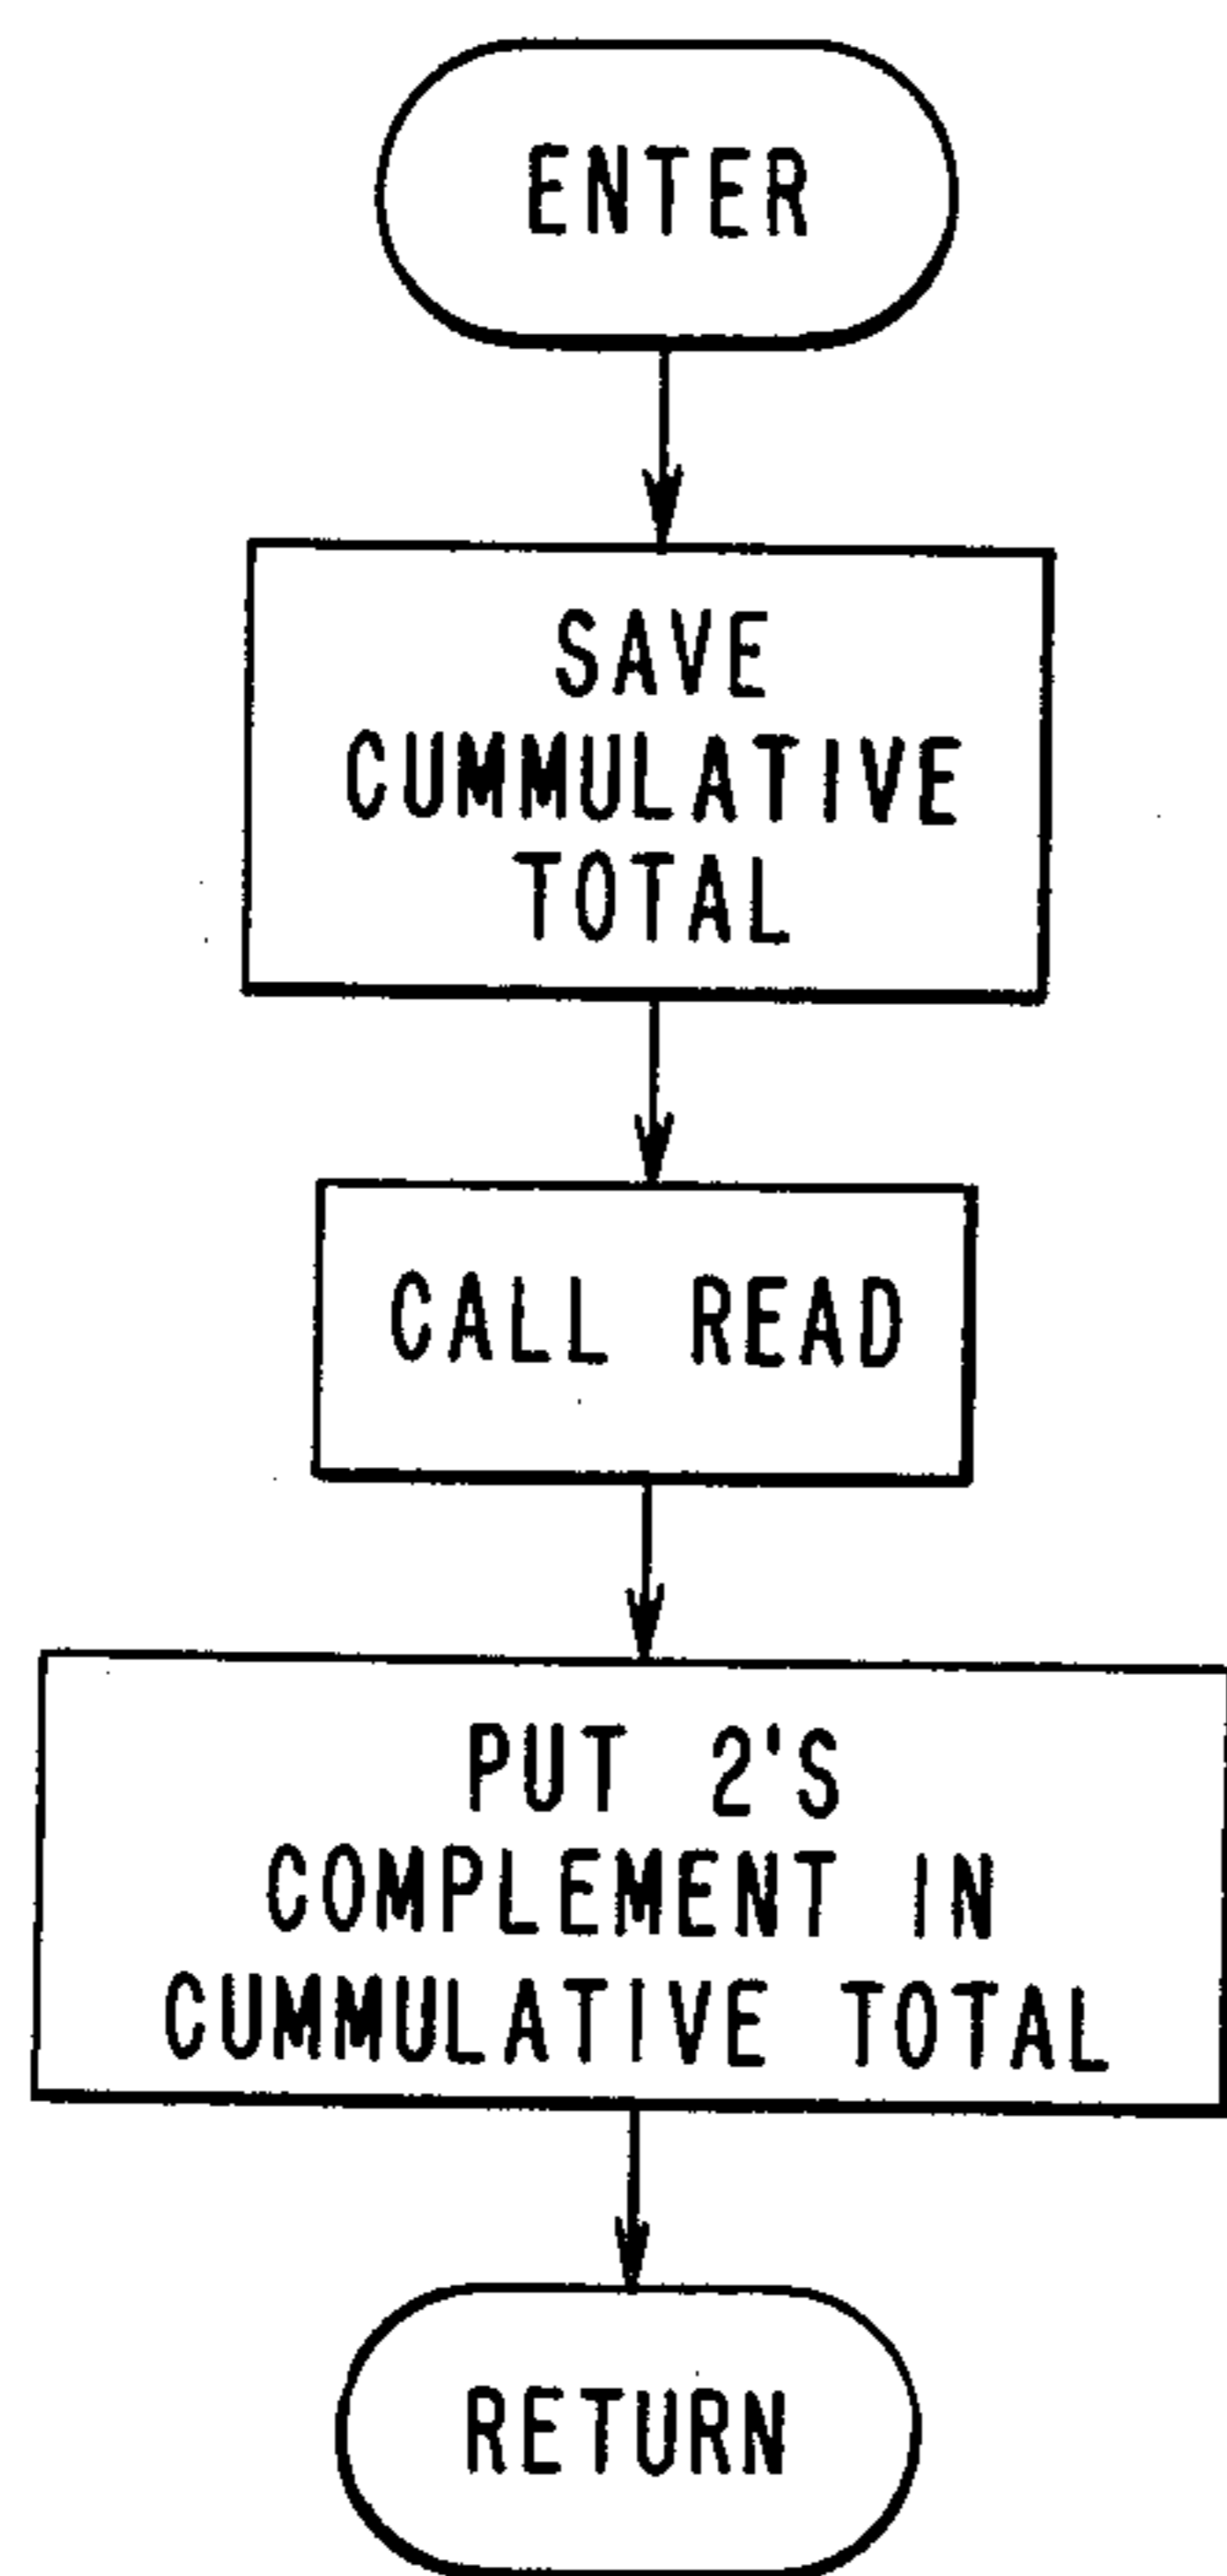 ENTER
SAVE
CUMMULATIVE
TOTAL
CALL READ
PUT 2'S
COMPLEMENT IN
CUMMULATIVE TOTAL
RETURN